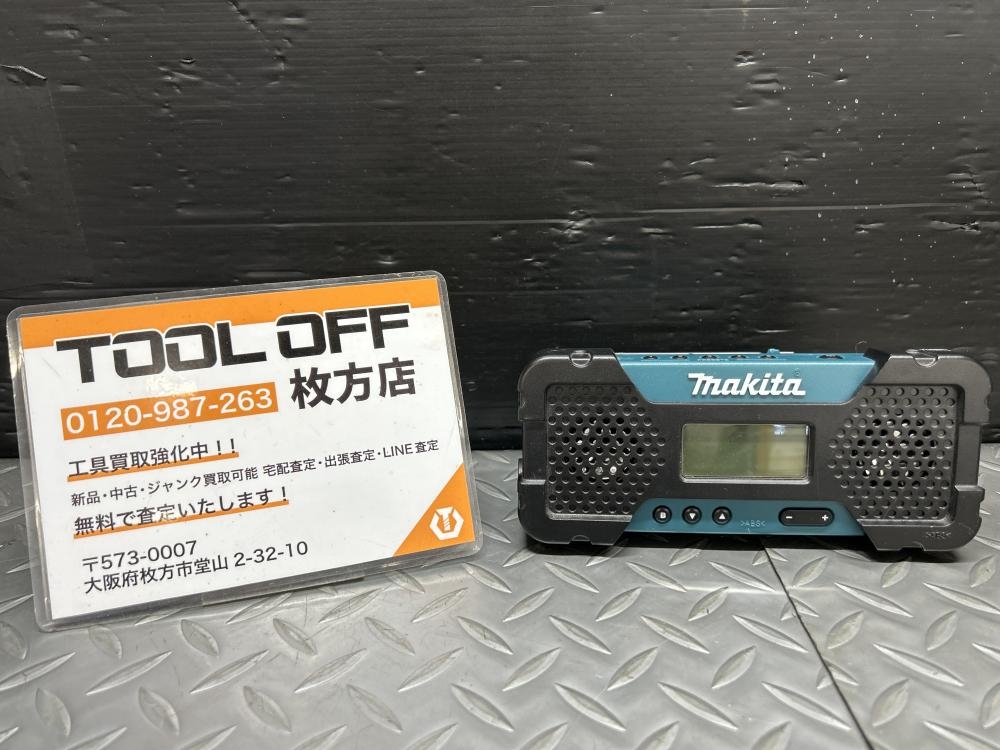 TOOL OFF
0120-987-263 枚方店
工具買取強化中!!
新品・中古・ジャンク買取可能 宅配査定・出張査定・LINE査定
無料で査定いたします!
〒573-0007
大阪府枚方市堂山 2-32-10
makita
>ABS<
- +